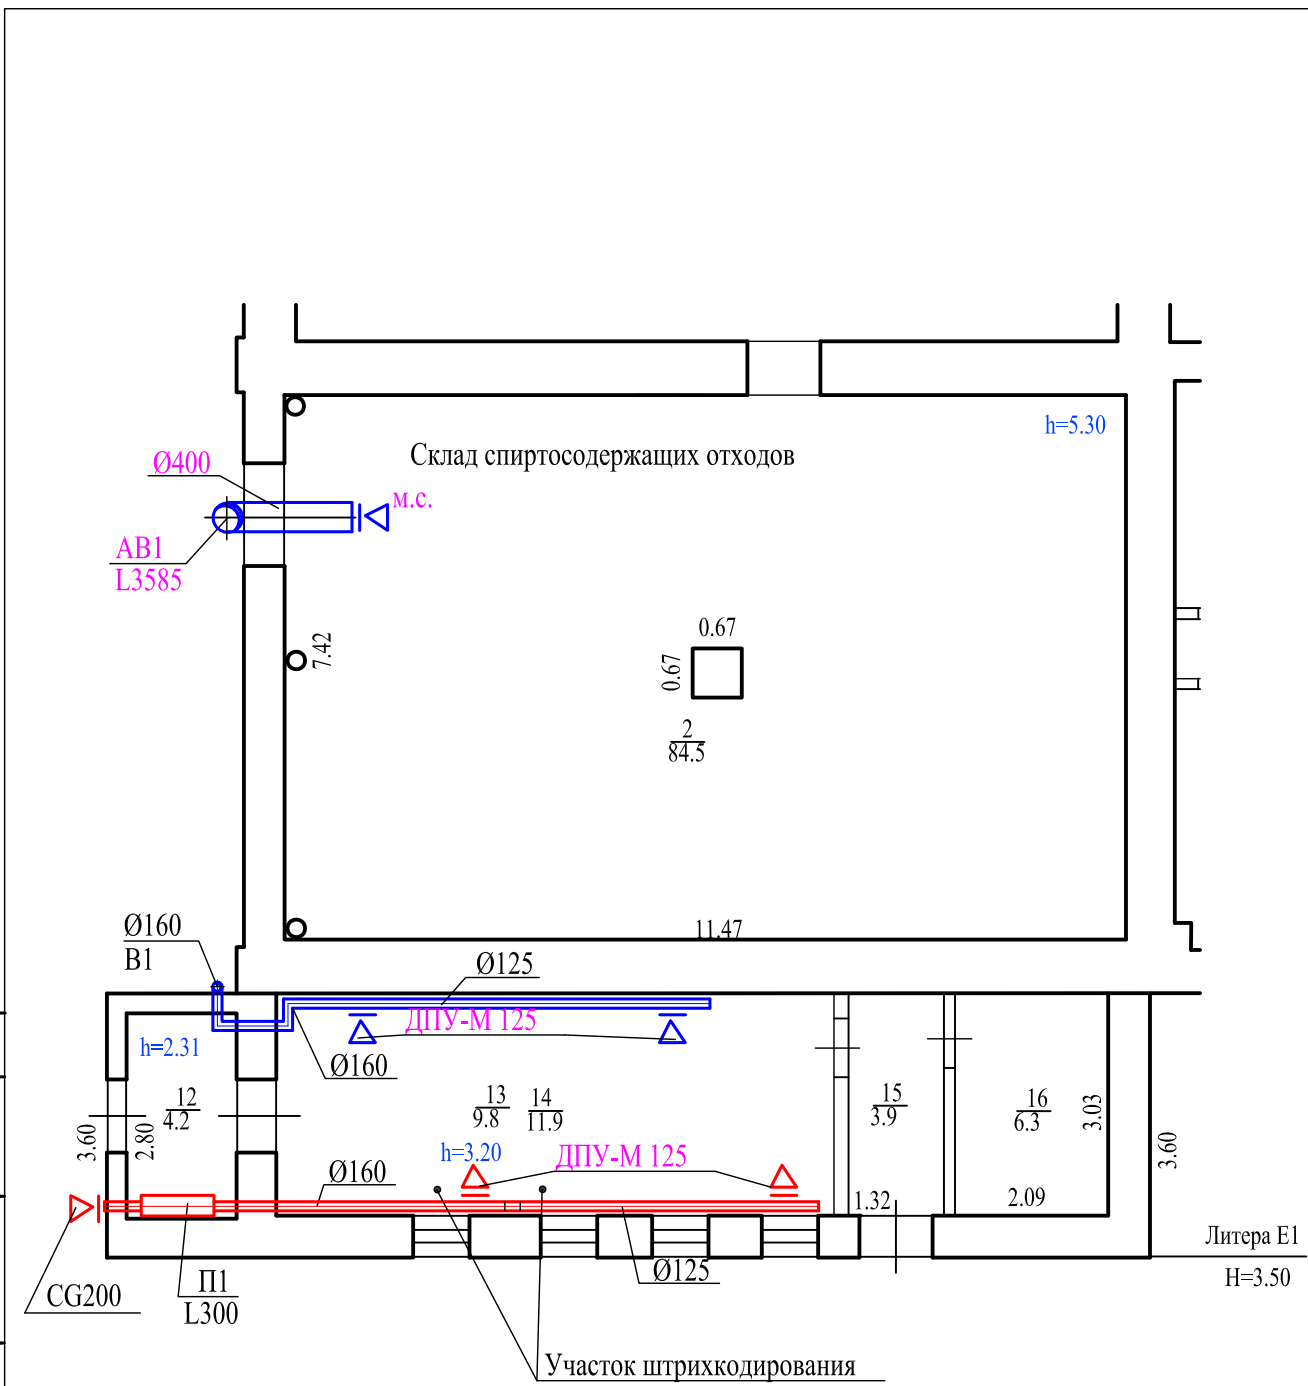 h=5.30
Склад спиртосодержащих отходов
Ø400
м.с.
АВ1
L3585
7.42
0.67
0.67
2
84.5
11.47
Ø160
В1
Ø125
ДПУ-М 125
h=2.31
Ø160
12
4.2
13
9.8
14
11.9
15
3.9
16
6.3
3.03
3.60
2.80
3.60
h=3.20
ДПУ-М 125
Ø160
1.32
2.09
Литера Е1
Н=3.50
Ø125
CG200
П1
L300
Участок штрихкодирования